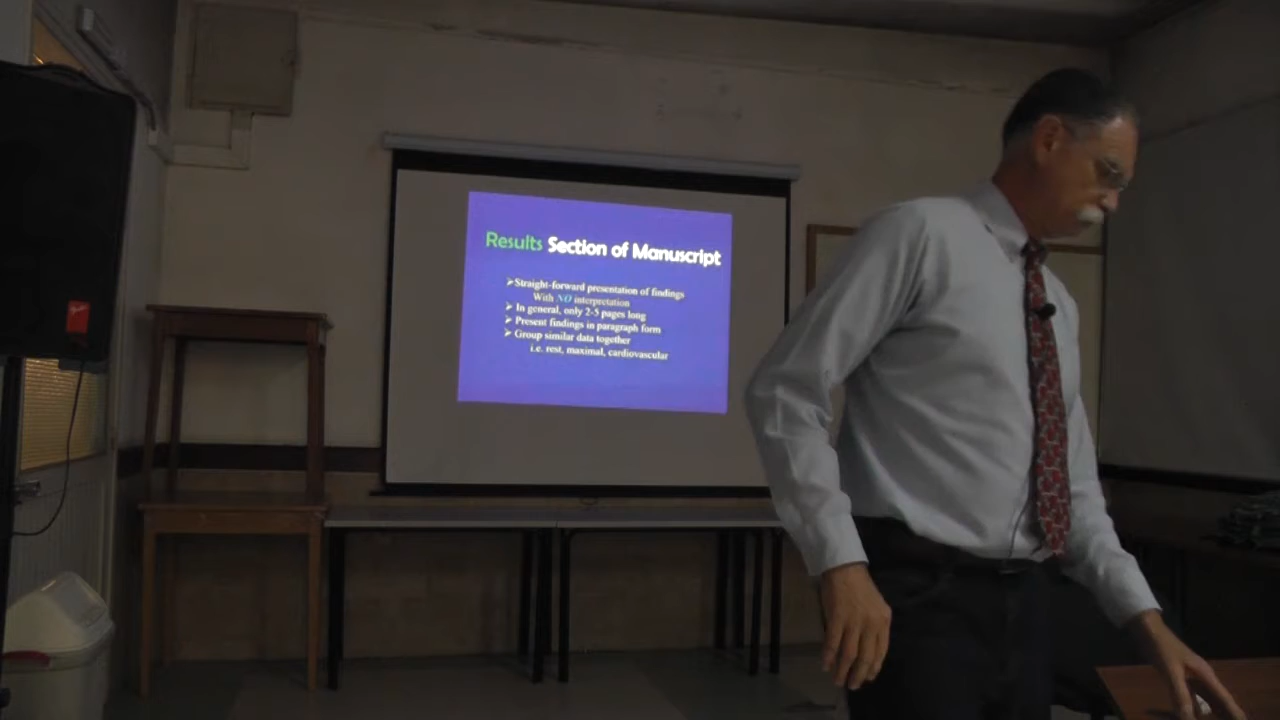 Results Section of Manuscript
➢Straight-forward presentation of findings
With NO interpretation
➢ In general, only 2-5 pages long
➢ Present findings in paragraph form
➢ Group similar data together
i.e. rest, maximal, cardiovascular